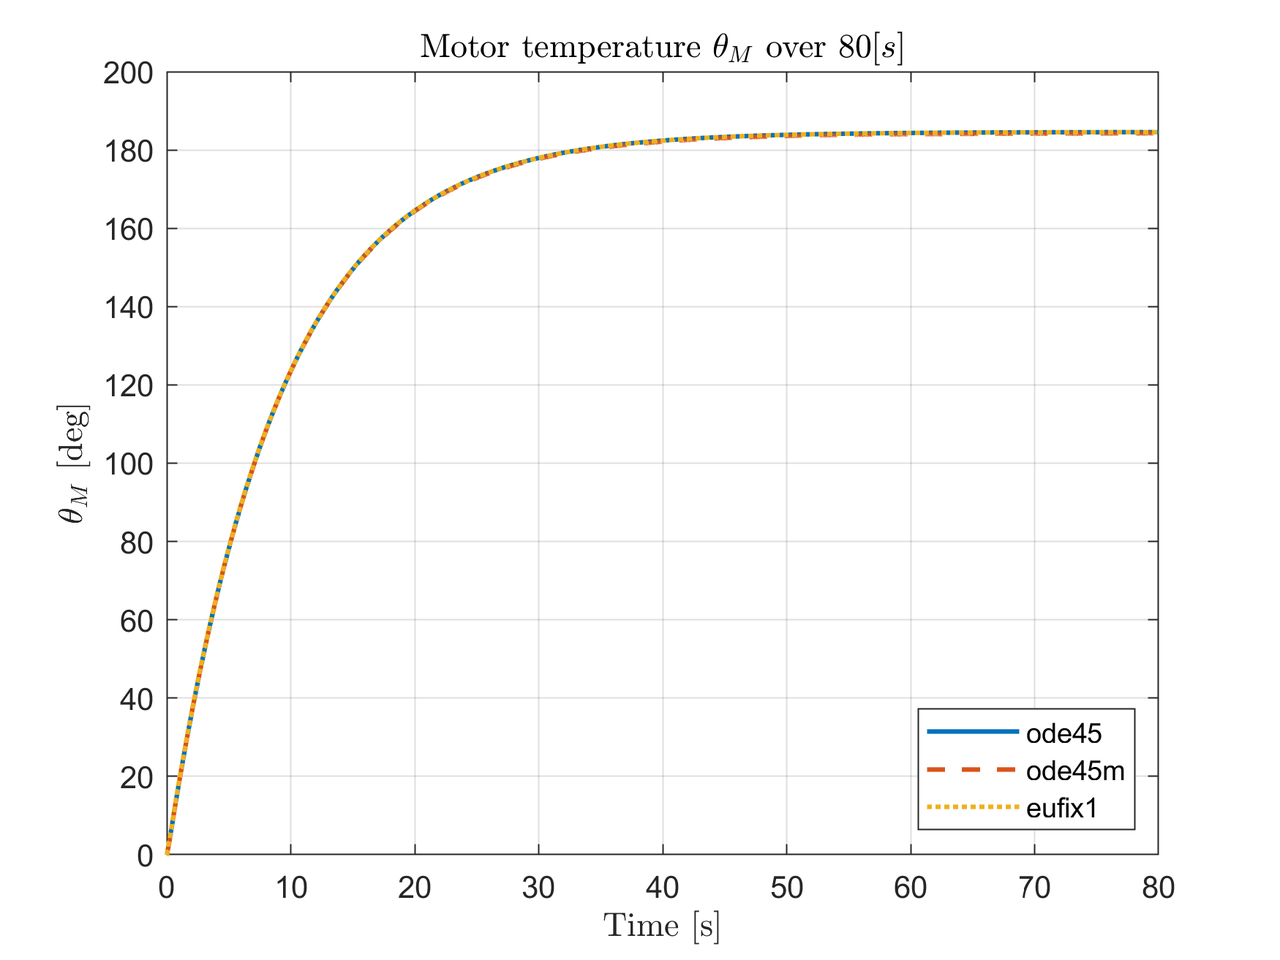 Motor temperature θ_M over 80[s]
200
180
160
140
120
100
80
60
40
20
0
θ_M [deg]
0 10 20 30 40 50 60 70 80
Time [s]
ode45
ode45m
eufix1